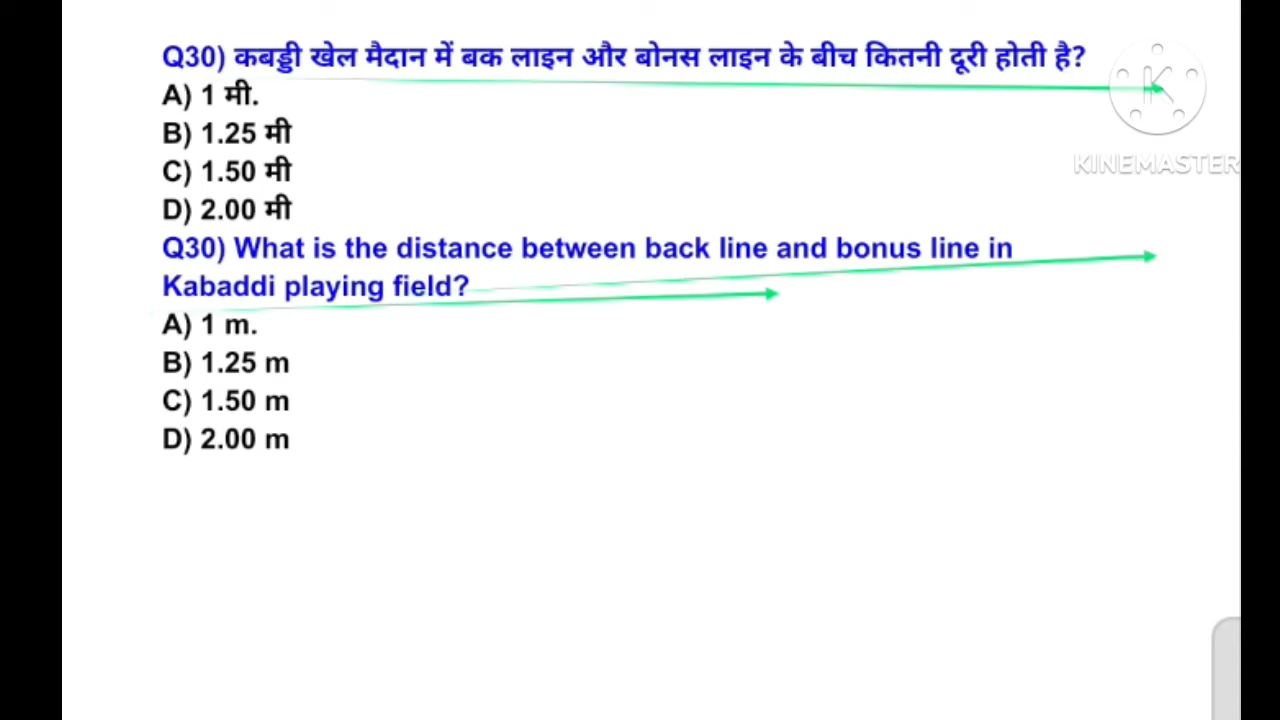 Q30) कबड्डी खेल मैदान में बक लाइन और बोनस लाइन के बीच कितनी दूरी होती है?
A) 1 मी.
B) 1.25 मी
C) 1.50 मी
D) 2.00 मी
Q30) What is the distance between back line and bonus line in
Kabaddi playing field?
A) 1 m.
B) 1.25 m
C) 1.50 m
D) 2.00 m
K
KINEMASTER